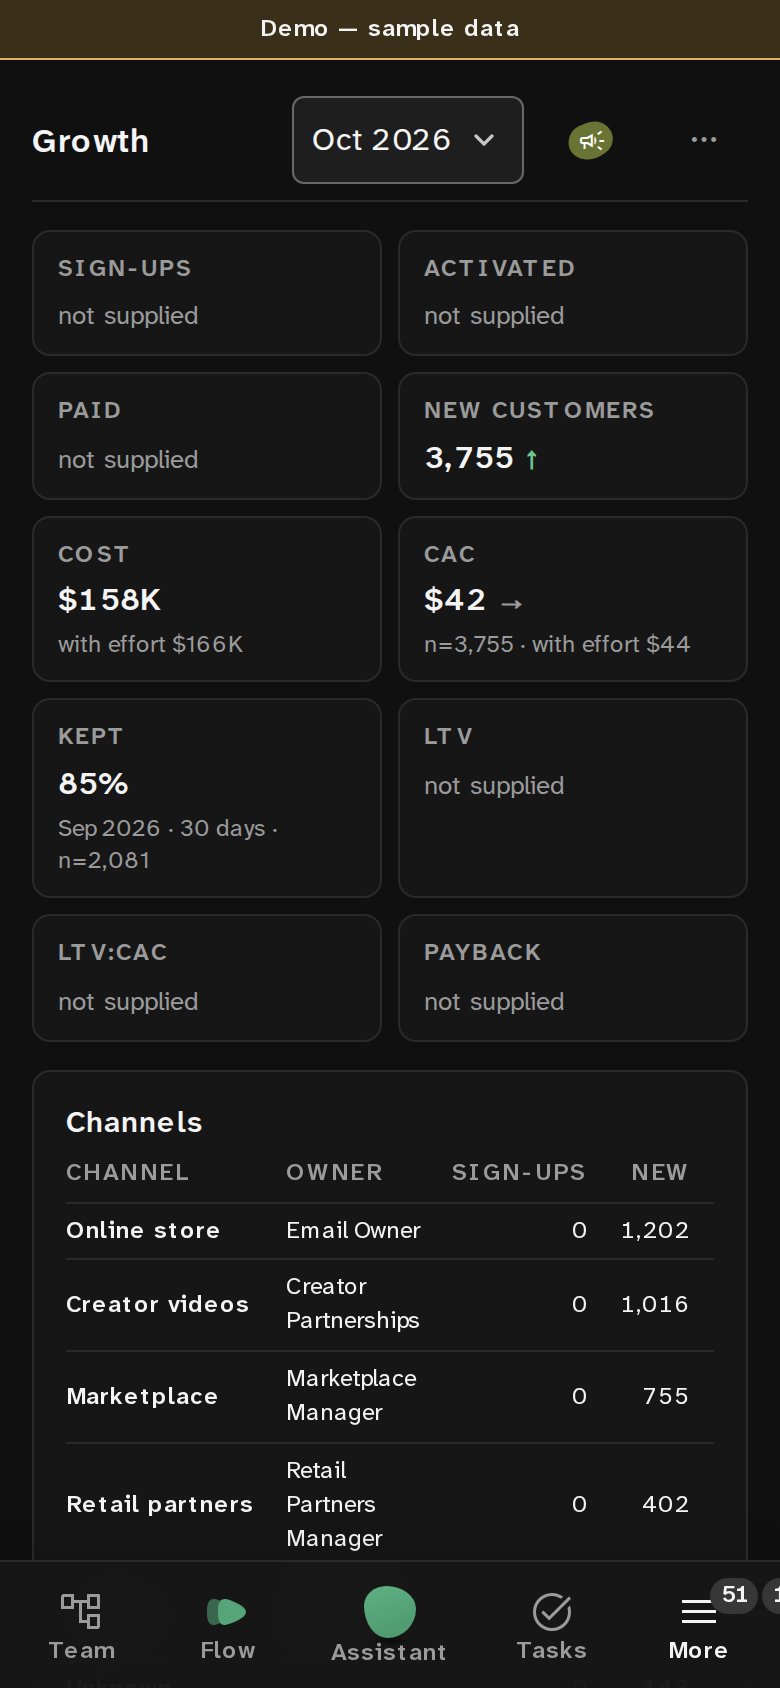 Demo — sample data
Growth
Oct 2026
SIGN-UPS
not supplied
ACTIVATED
not supplied
PAID
not supplied
NEW CUSTOMERS
3,755 ↑
COST
$158K
with effort $166K
CAC
$42 →
n=3,755 · with effort $44
KEPT
85%
Sep 2026 · 30 days ·
n=2,081
LTV
not supplied
LTV:CAC
not supplied
PAYBACK
not supplied
Channels
CHANNEL OWNER SIGN-UPS NEW
Online store Email Owner 0 1,202
Creator videos Creator Partnerships 0 1,016
Marketplace Marketplace Manager 0 755
Retail partners Retail Partners Manager 0 402
51
Team Flow Assistant Tasks More